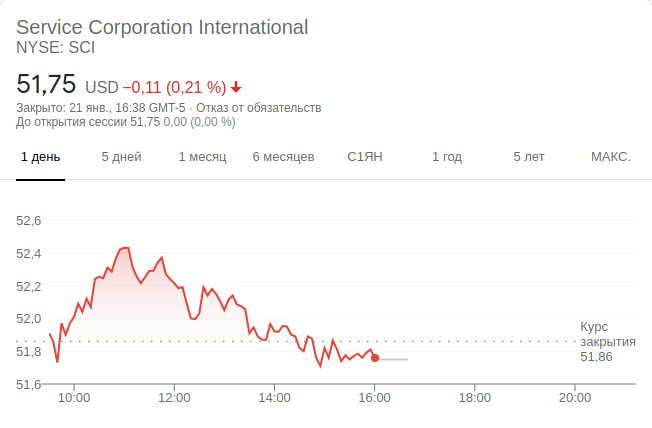 Service Corporation International
NYSE: SCI
51,75 USD −0,11 (0,21 %)
Закрыто: 21 янв., 16:38 GMT-5 · Отказ от обязательств
До открытия сессии 51,75 0,00 (0,00 %)
1 день 5 дней 1 месяц 6 месяцев С1ЯН 1 год 5 лет МАКС.
52,6
52,4
52,2
52,0
51,8
51,6
Курс
закрытия
51,86
10:00 12:00 14:00 16:00 18:00 20:00